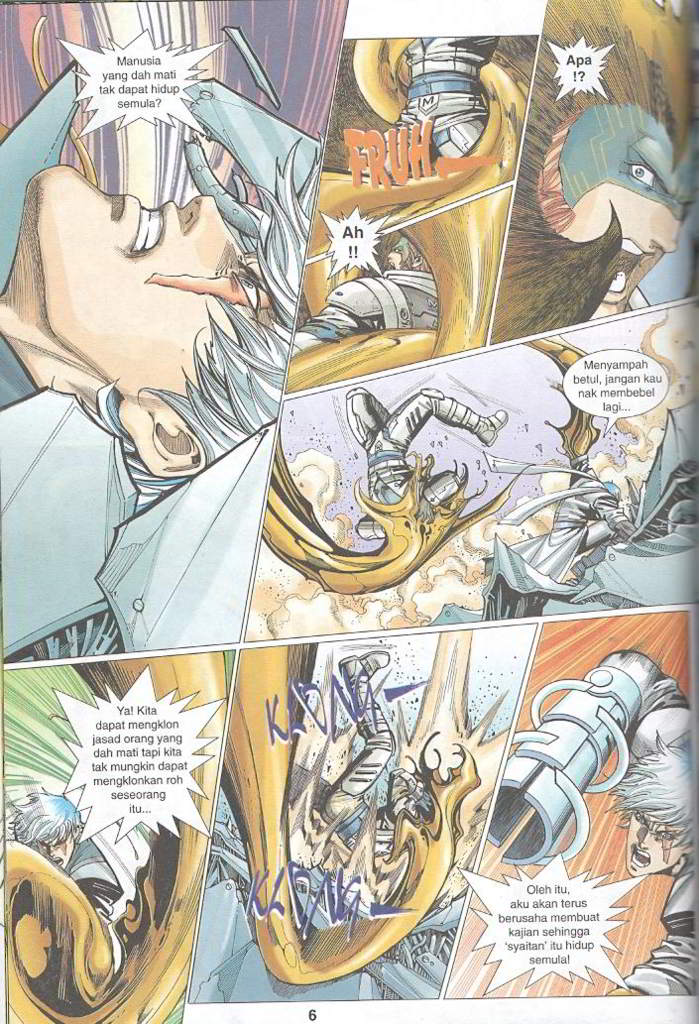 Manusia
yang dah mati
tak dapat hidup
semula?
M
FRUH
Ah
!!
Apa
!?
Menyampah
betul, jangan kau
nak membebel
lagi...
Ya! Kita
dapat mengklon
jasad orang yang
dah mati tapi kita
tak mungkin dapat
mengklonkan roh
seseorang
itu...
KLONK
KLONK
Oleh itu,
aku akan terus
berusaha membuat
kajian sehingga
'syaitan' itu hidup
semula!
6